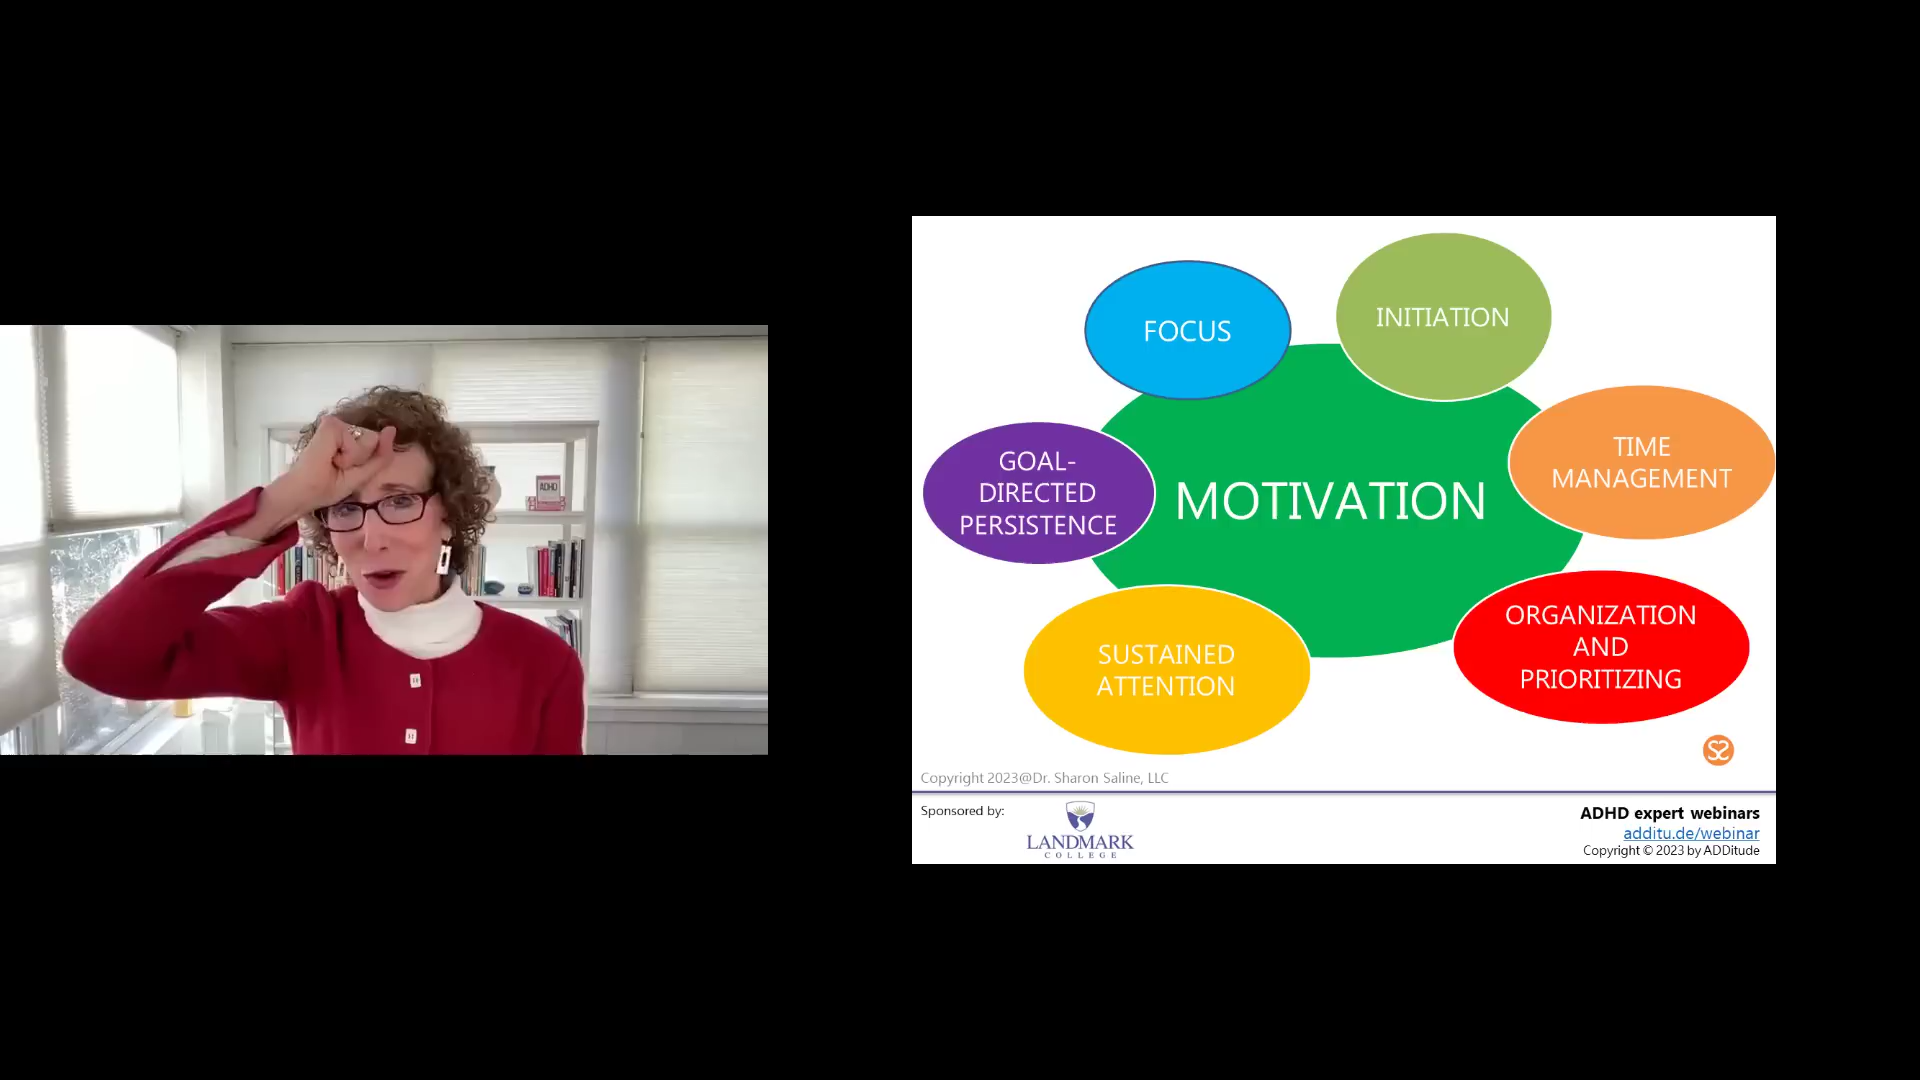 ADHD
FOCUS
INITIATION
GOAL-
DIRECTED
PERSISTENCE
MOTIVATION
TIME
MANAGEMENT
SUSTAINED
ATTENTION
ORGANIZATION
AND
PRIORITIZING
Copyright 2023@Dr. Sharon Saline, LLC
Sponsored by:
LANDMARK
COLLEGE
ADHD expert webinars
additu.de/webinar
Copyright © 2023 by ADDitude